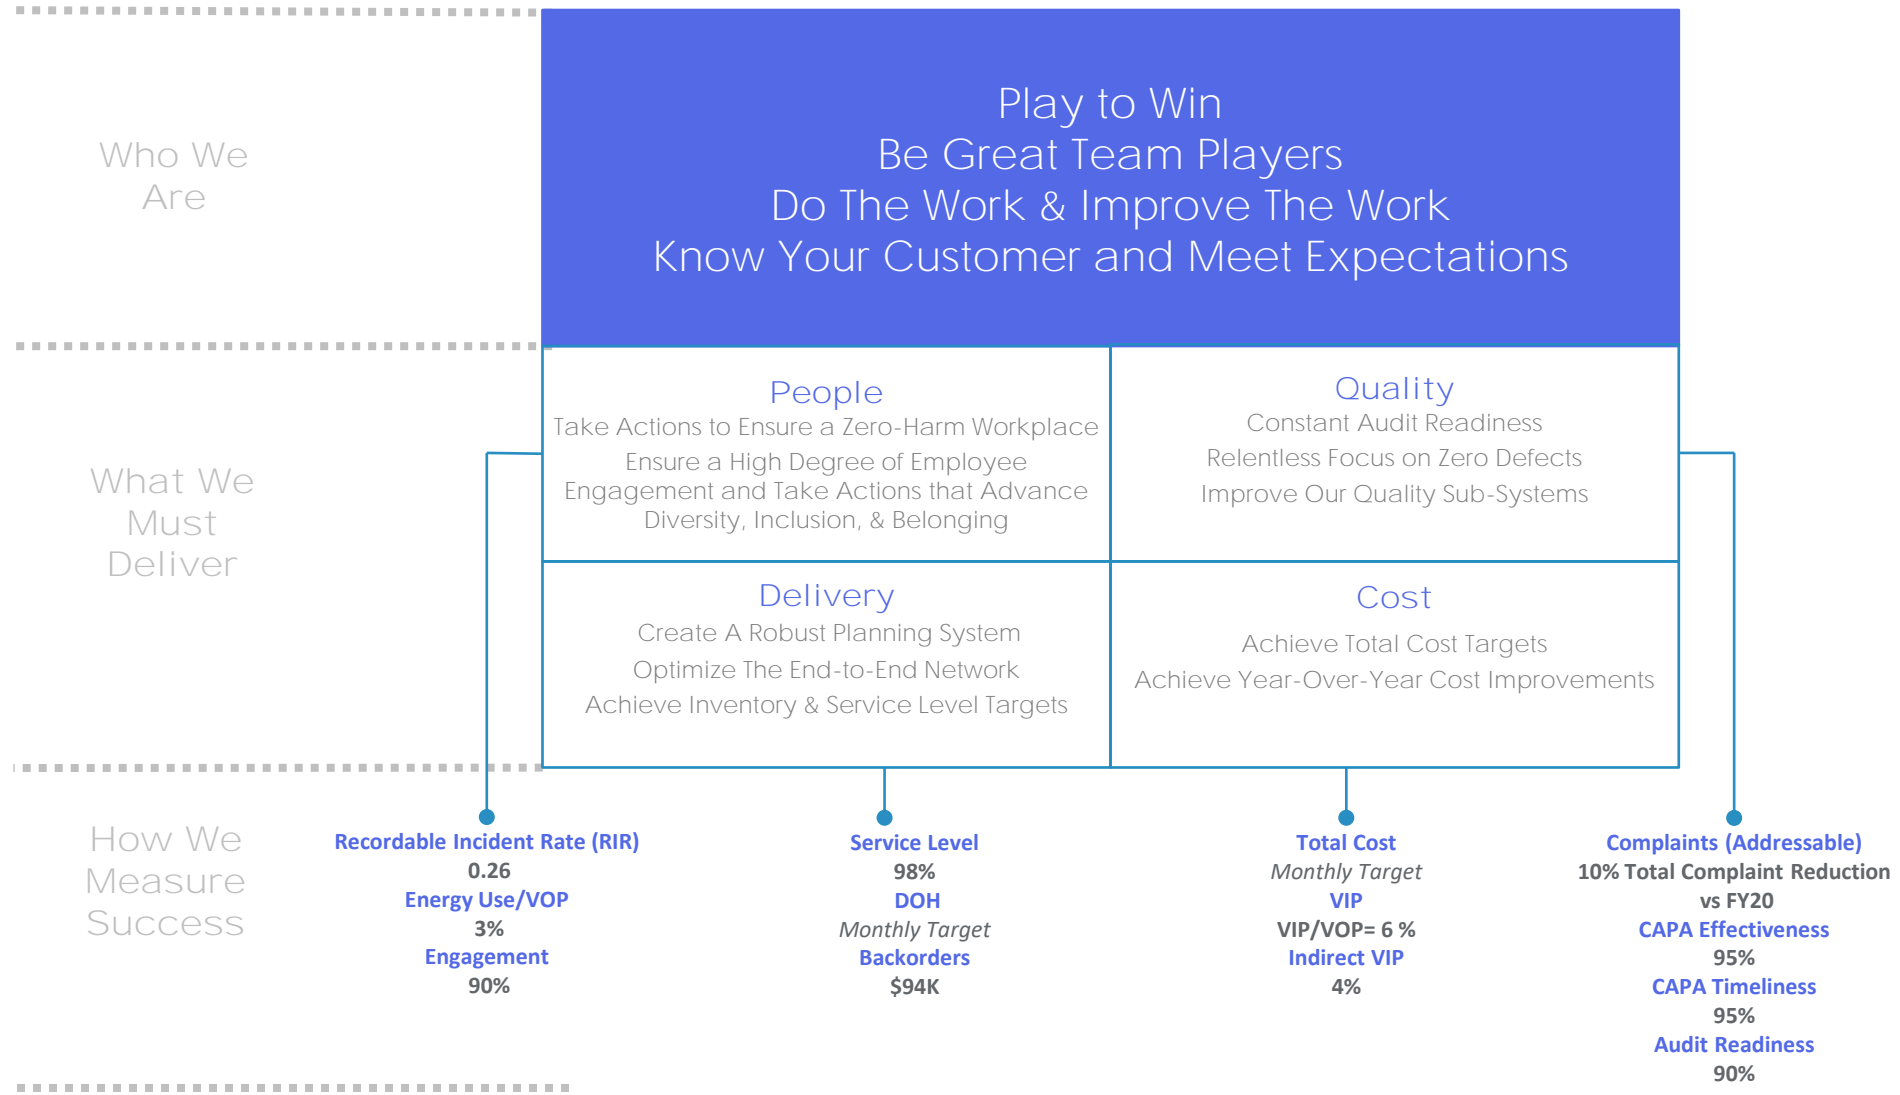 Who We
Are
Play to Win
Be Great Team Players
Do The Work & Improve The Work
Know Your Customer and Meet Expectations
What We
Must
Deliver
People
Take Actions to Ensure a Zero-Harm Workplace
Ensure a High Degree of Employee
Engagement and Take Actions that Advance
Diversity, Inclusion, & Belonging
Quality
Constant Audit Readiness
Relentless Focus on Zero Defects
Improve Our Quality Sub-Systems
Delivery
Create A Robust Planning System
Optimize The End-to-End Network
Achieve Inventory & Service Level Targets
Cost
Achieve Total Cost Targets
Achieve Year-Over-Year Cost Improvements
How We
Measure
Success
Recordable Incident Rate (RIR)
0.26
Energy Use/VOP
3%
Engagement
90%
Service Level
98%
DOH
Monthly Target
Backorders
$94K
Total Cost
Monthly Target
VIP
VIP/VOP= 6 %
Indirect VIP
4%
Complaints (Addressable)
10% Total Complaint Reduction
vs FY20
CAPA Effectiveness
95%
CAPA Timeliness
95%
Audit Readiness
90%